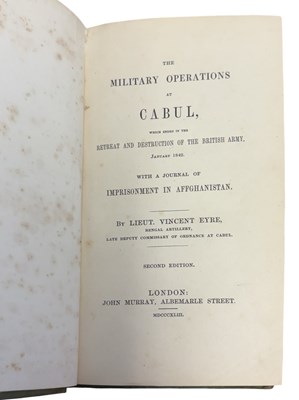 THE
MILITARY OPERATIONS
AT
CABUL,
WHICH ENDED IN THE
RETREAT AND DESTRUCTION OF THE BRITISH ARMY,
JANUARY 1842.
WITH A JOURNAL OF
IMPRISONMENT IN AFFGHANISTAN.
BY LIEUT. VINCENT EYRE,
BENGAL ARTILLERY,
LATE DEPUTY COMMISSARY OF ORDNANCE AT CABUL.
SECOND EDITION.
LONDON:
JOHN MURRAY, ALBEMARLE STREET.
MDCCCXLIII.